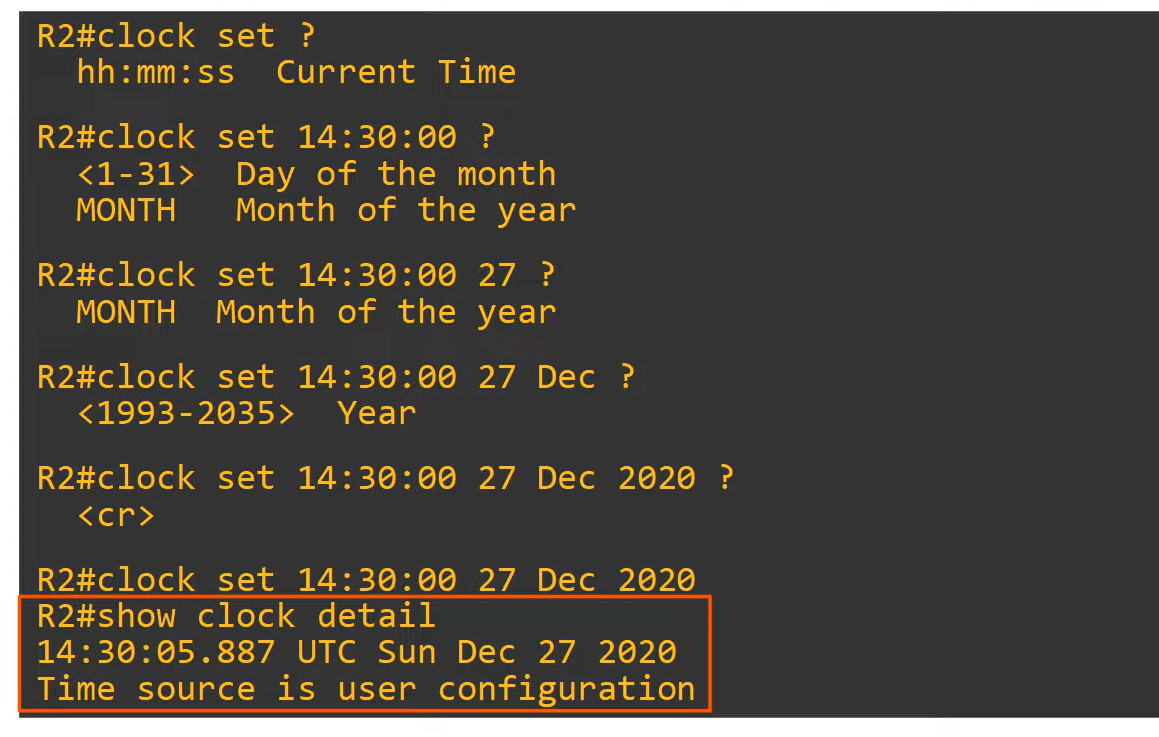 R2#clock set ?
hh:mm:ss Current Time
R2#clock set 14:30:00 ?
<1-31> Day of the month
MONTH Month of the year
R2#clock set 14:30:00 27 ?
MONTH Month of the year
R2#clock set 14:30:00 27 Dec ?
<1993-2035> Year
R2#clock set 14:30:00 27 Dec 2020 ?
<cr>
R2#clock set 14:30:00 27 Dec 2020
R2#show clock detail
14:30:05.887 UTC Sun Dec 27 2020
Time source is user configuration